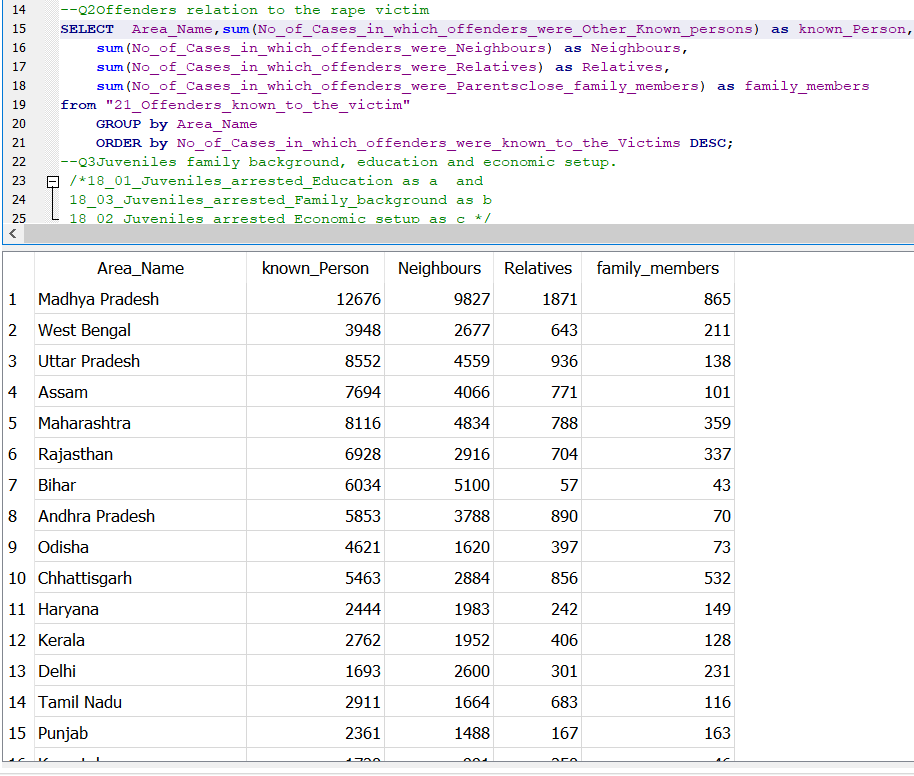 14 --Q2Offenders relation to the rape victim
15 SELECT Area_Name,sum(No_of_Cases_in_which_offenders_were_Other_Known_persons) as known_Person,
16 sum(No_of_Cases_in_which_offenders_were_Neighbours) as Neighbours,
17 sum(No_of_Cases_in_which_offenders_were_Relatives) as Relatives,
18 sum(No_of_Cases_in_which_offenders_were_Parentsclose_family_members) as family_members
19 from "21_Offenders_known_to_the_victim"
20 GROUP by Area_Name
21 ORDER by No_of_Cases_in_which_offenders_were_known_to_the_Victims DESC;
22 --Q3Juveniles family background, education and economic setup.
23 /*18_01_Juveniles_arrested_Education as a and
24 18_03_Juveniles_arrested_Family_background as b
25 18_02_Juveniles_arrested_Economic_setup as c */
Area_Name known_Person Neighbours Relatives family_members
1 Madhya Pradesh 12676 9827 1871 865
2 West Bengal 3948 2677 643 211
3 Uttar Pradesh 8552 4559 936 138
4 Assam 7694 4066 771 101
5 Maharashtra 8116 4834 788 359
6 Rajasthan 6928 2916 704 337
7 Bihar 6034 5100 57 43
8 Andhra Pradesh 5853 3788 890 70
9 Odisha 4621 1620 397 73
10 Chhattisgarh 5463 2884 856 532
11 Haryana 2444 1983 242 149
12 Kerala 2762 1952 406 128
13 Delhi 1693 2600 301 231
14 Tamil Nadu 2911 1664 683 116
15 Punjab 2361 1488 167 163